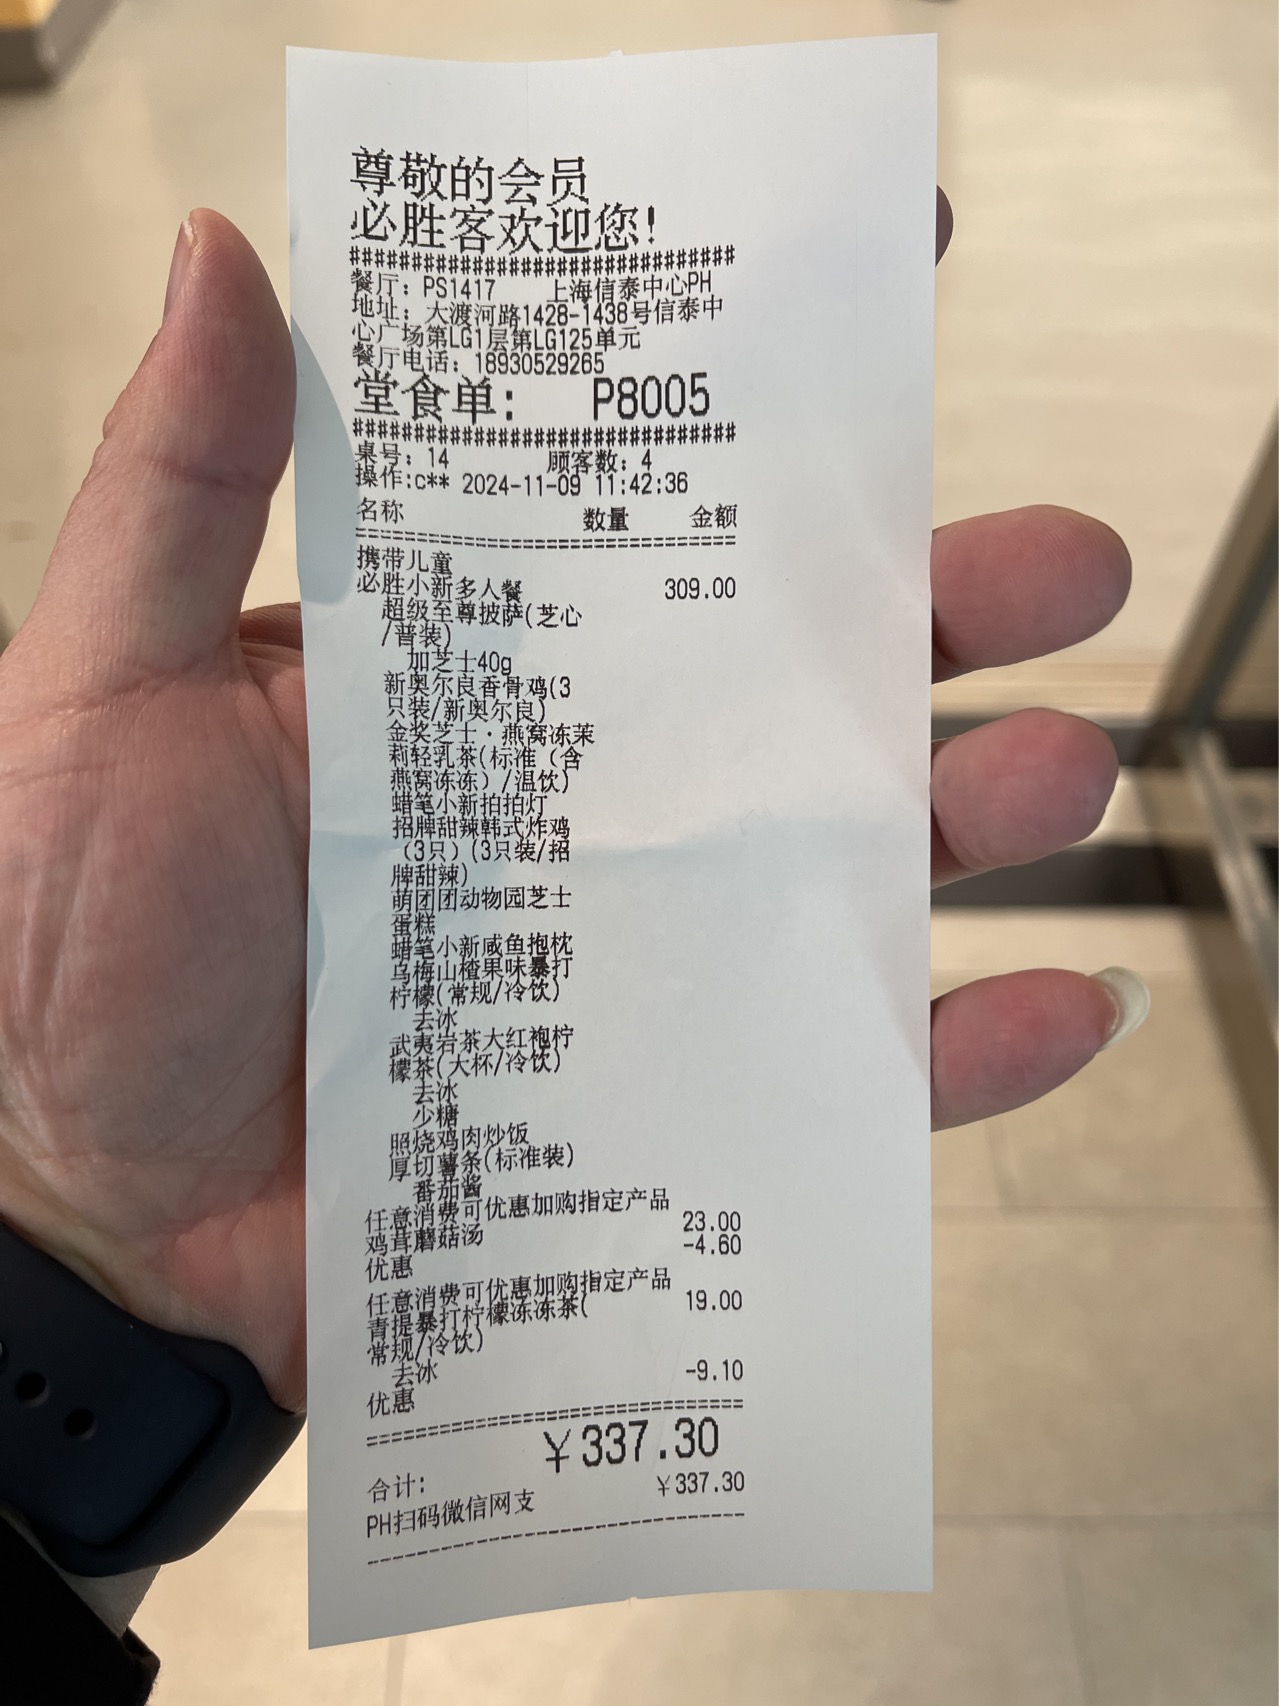 尊敬的会员
必胜客欢迎您!
###############################
餐厅: PS1417 上海信泰中心PH
地址: 大渡河路1428-1438号信泰中
心广场第LG1层第LG125单元
餐厅电话: 18930529265
堂食单: P8005
###############################
桌号: 14 顾客数: 4
操作:c** 2024-11-09 11:42:36
名称 数量 金额
===============================
携带儿童
必胜小新多人餐 309.00
超级至尊披萨(芝心
/普装)
加芝士40g
新奥尔良香骨鸡(3
只装/新奥尔良)
金奖芝士·燕窝冻茉
莉轻乳茶(标准（含
燕窝冻冻）/温饮)
蜡笔小新拍拍灯
招牌甜辣韩式炸鸡
（3只）(3只装/招
牌甜辣)
萌团团动物园芝士
蛋糕
蜡笔小新咸鱼抱枕
乌梅山楂果味暴打
柠檬(常规/冷饮)
去冰
武夷岩茶大红袍柠
檬茶(大杯/冷饮)
去冰
少糖
照烧鸡肉炒饭
厚切薯条(标准装)
番茄酱
任意消费可优惠加购指定产品
鸡茸蘑菇汤 23.00
优惠 -4.60
任意消费可优惠加购指定产品
青提暴打柠檬冻冻茶( 19.00
常规/冷饮)
去冰
优惠 -9.10
===============================
合计: ￥337.30
PH扫码微信网支 ￥337.30
-------------------------------